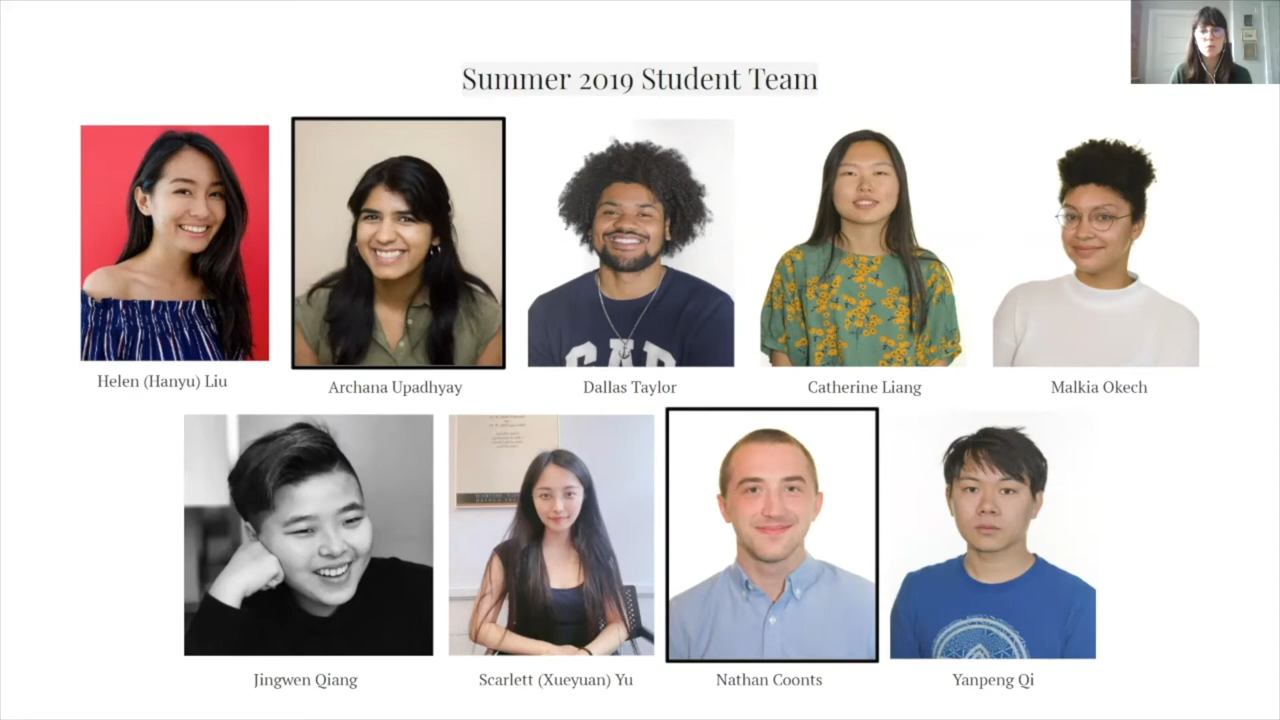 Summer 2019 Student Team
GAP
Helen (Hanyu) Liu
Archana Upadhyay
Dallas Taylor
Catherine Liang
Malkia Okech
Jingwen Qiang
Scarlett (Xueyuan) Yu
Nathan Coonts
Yanpeng Qi